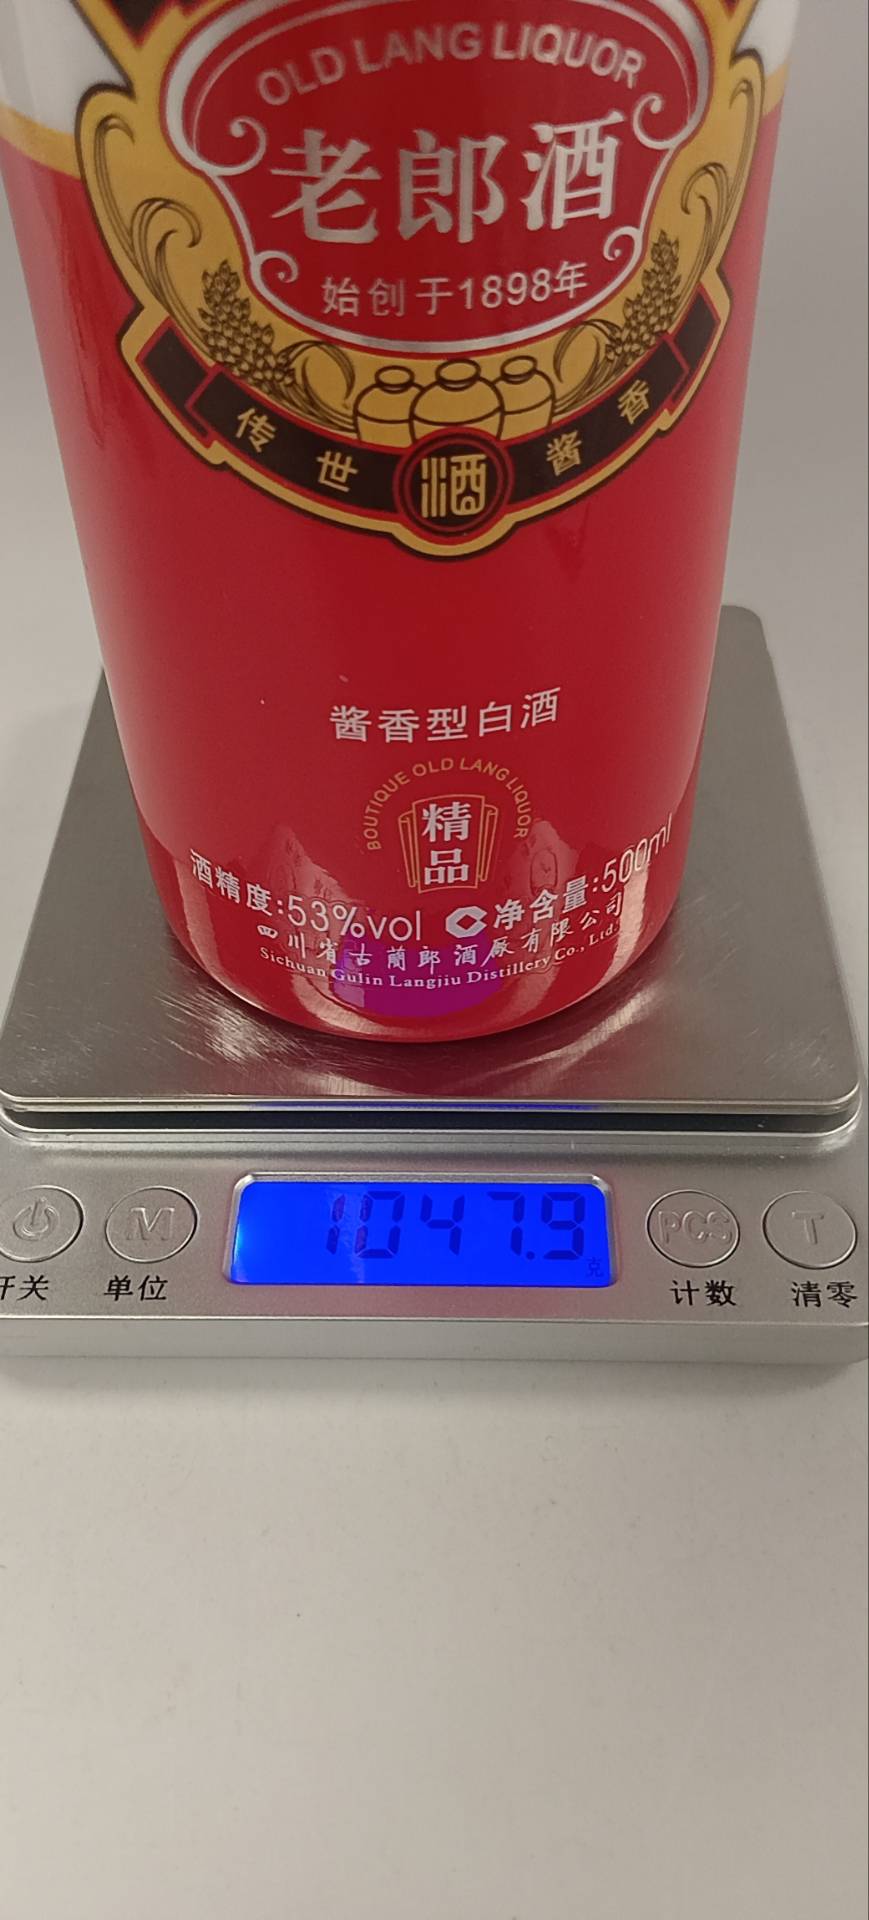 OLD LANG LIQUOR
老郎酒
始创于1898年
传世酒酱香
酱香型白酒
BOUTIQUE OLD LANG LIQUOR
精品
酒精度:53%vol 净含量:500ml
四川省古蔺郎酒厂有限公司
Sichuan Gulin Langjiu Distillery Co., Ltd.
1047.9
克
M PCS T
开关 单位 计数 清零